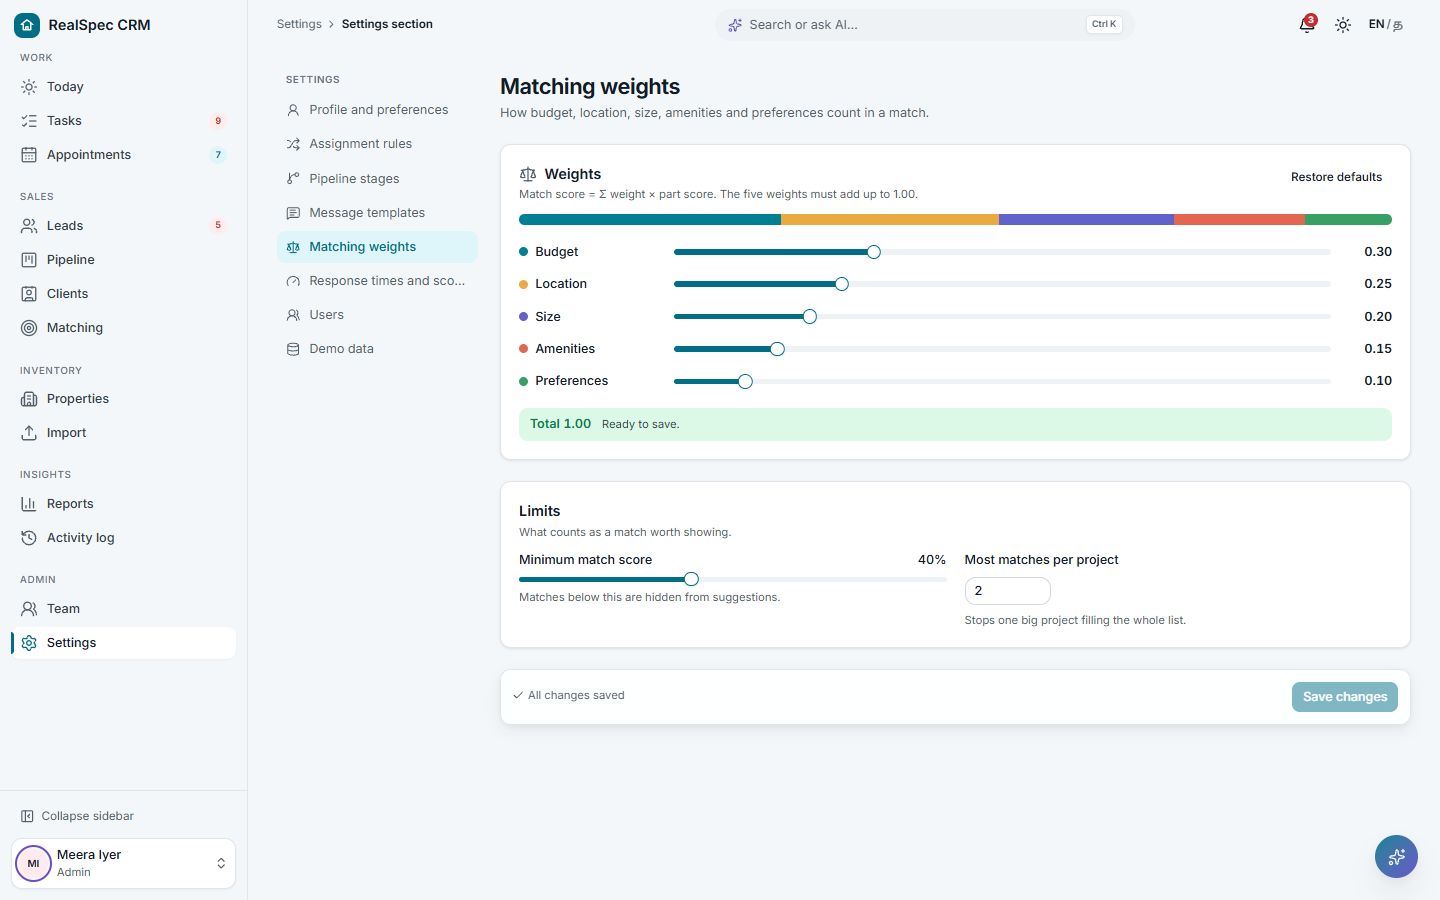 RealSpec CRM
WORK
Today
Tasks 9
Appointments 7
SALES
Leads 5
Pipeline
Clients
Matching
INVENTORY
Properties
Import
INSIGHTS
Reports
Activity log
ADMIN
Team
Settings
Collapse sidebar
MI
Meera Iyer
Admin
Settings > Settings section
Search or ask AI... Ctrl K
3
EN / த
SETTINGS
Profile and preferences
Assignment rules
Pipeline stages
Message templates
Matching weights
Response times and sco...
Users
Demo data
Matching weights
How budget, location, size, amenities and preferences count in a match.
Weights
Restore defaults
Match score = Σ weight × part score. The five weights must add up to 1.00.
Budget 0.30
Location 0.25
Size 0.20
Amenities 0.15
Preferences 0.10
Total 1.00 Ready to save.
Limits
What counts as a match worth showing.
Minimum match score 40%
Matches below this are hidden from suggestions.
Most matches per project
2
Stops one big project filling the whole list.
All changes saved
Save changes